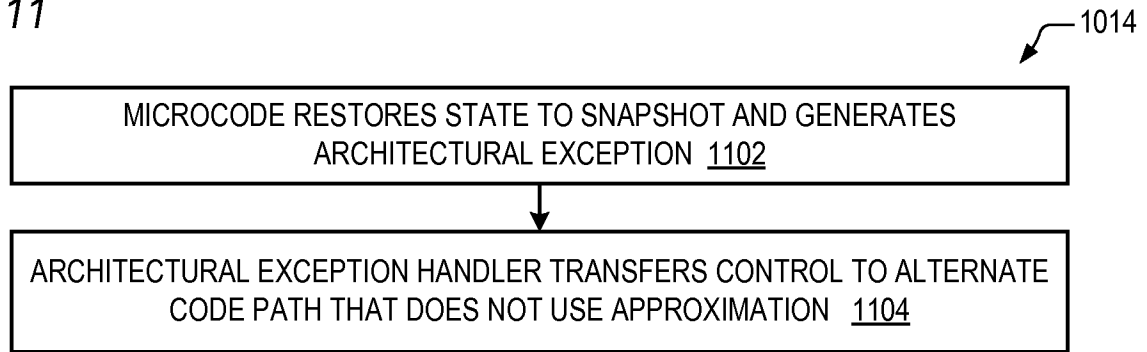 11
1014
MICROCODE RESTORES STATE TO SNAPSHOT AND GENERATES
ARCHITECTURAL EXCEPTION 1102
ARCHITECTURAL EXCEPTION HANDLER TRANSFERS CONTROL TO ALTERNATE
CODE PATH THAT DOES NOT USE APPROXIMATION 1104